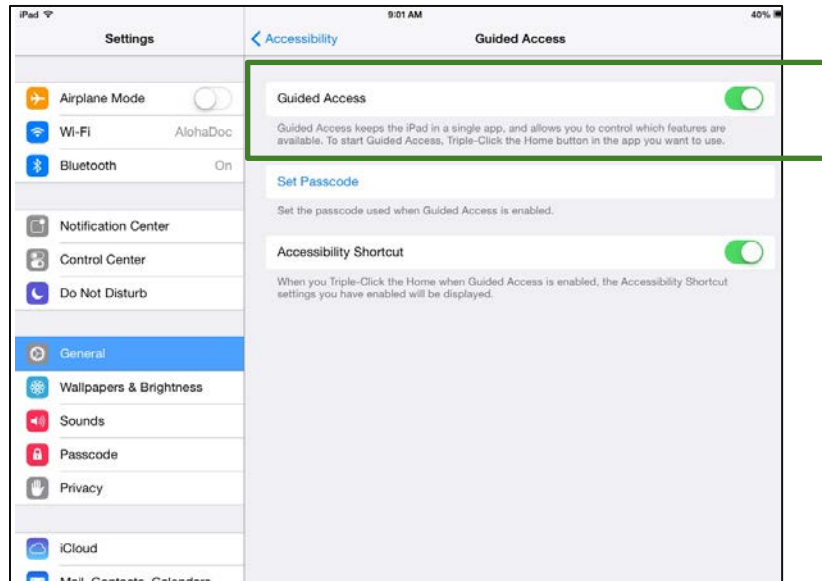 iPad 9:01 AM 40%
Settings
Accessibility Guided Access
Airplane Mode
Wi-Fi AlohaDoc
Bluetooth On
Notification Center
Control Center
Do Not Disturb
General
Wallpapers & Brightness
Sounds
Passcode
Privacy
iCloud
Mail, Contacts, Calendars
Guided Access
Guided Access keeps the iPad in a single app, and allows you to control which features are
available. To start Guided Access, Triple-Click the Home button in the app you want to use.
Set Passcode
Set the passcode used when Guided Access is enabled.
Accessibility Shortcut
When you Triple-Click the Home when Guided Access is enabled, the Accessibility Shortcut
settings you have enabled will be displayed.